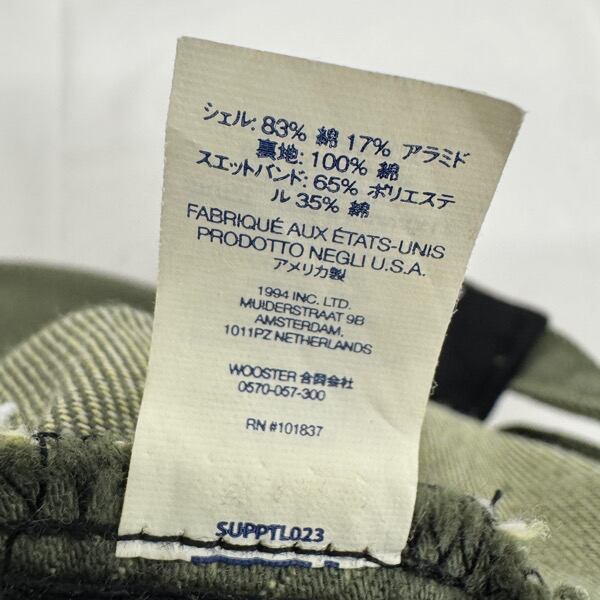 シェル: 83% 綿 17% アラミド
裏地: 100% 綿
スエットバンド: 65% ポリエステ
ル 35% 綿
FABRIQUÉ AUX ÉTATS-UNIS
PRODOTTO NEGLI U.S.A.
アメリカ製
1994 INC. LTD.
MUIDERSTRAAT 9B
AMSTERDAM,
1011PZ NETHERLANDS
WOOSTER 合同会社
0570-057-300
RN #101837
SUPPTL023